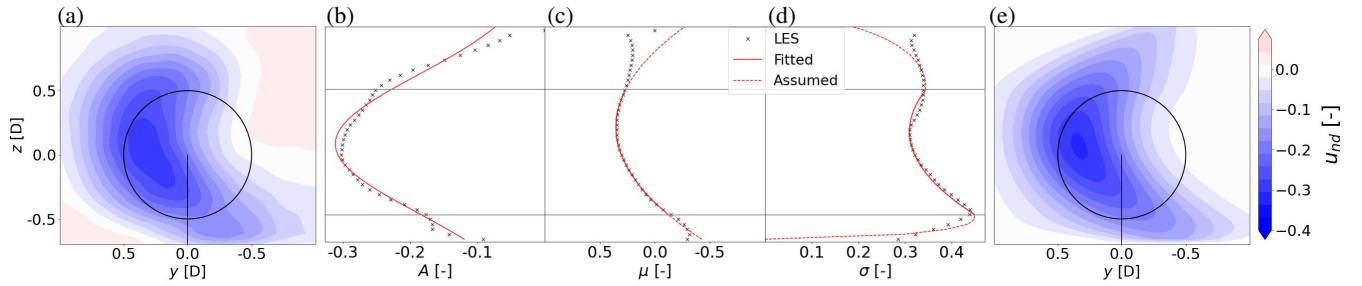 (a)
(b)
(c)
(d)
(e)
LES
Fitted
Assumed
0.5
0.0
-0.5
z [D]
0.5 0.0 -0.5
y [D]
-0.3 -0.2 -0.1
A [-]
0.5 0.0 -0.5
μ [-]
0.1 0.2 0.3 0.4
σ [-]
0.5 0.0 -0.5 -1.0
y [D]
0.0
-0.1
-0.2
-0.3
-0.4
u_nd [-]